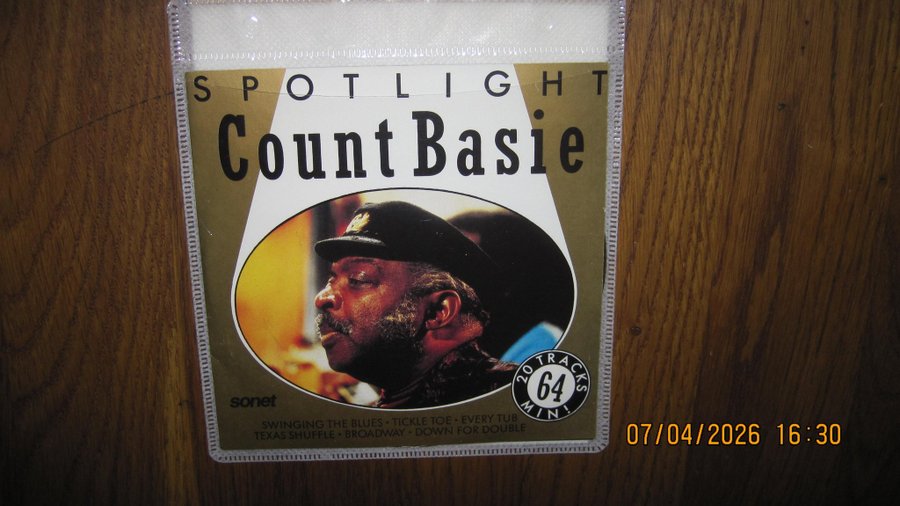 SPOTLIGHT
Count Basie
20 TRACKS
64
MIN!
sonet
SWINGING THE BLUES · TICKLE TOE · EVERY TUB
TEXAS SHUFFLE · BROADWAY · DOWN FOR DOUBLE
07/04/2026 16:30